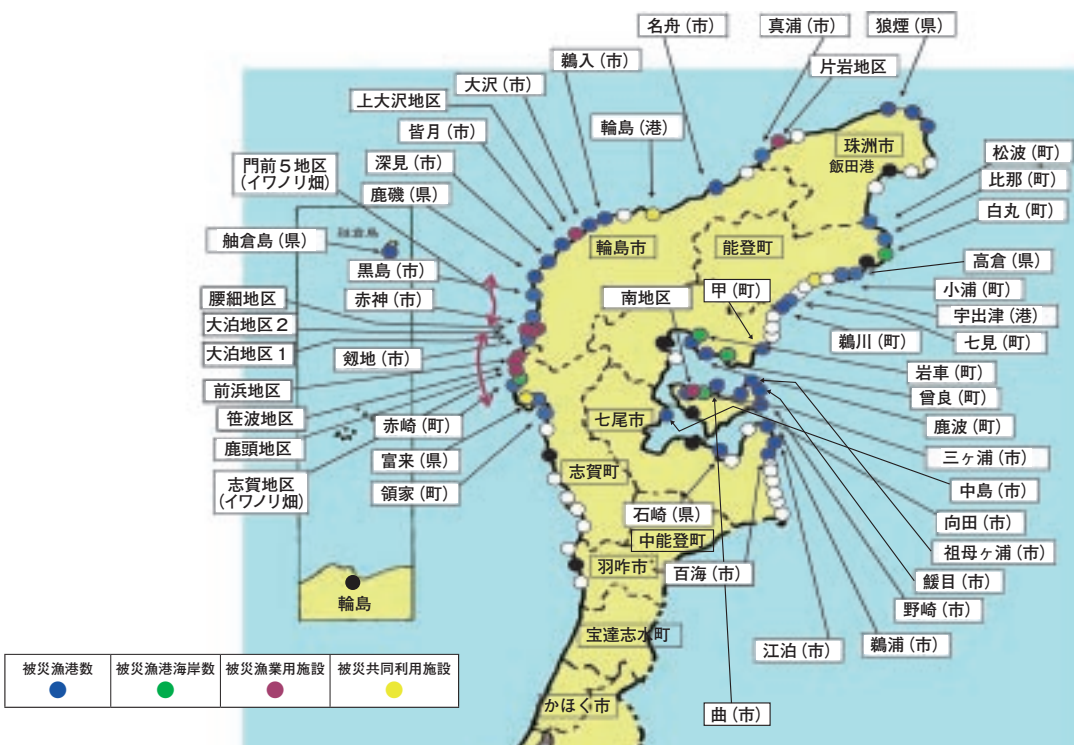 名舟（市）
真浦（市）
狼煙（県）
鵜入（市）
片岩地区
大沢（市）
上大沢地区
輪島（港）
皆月（市）
珠洲市
飯田港
松波（町）
門前５地区
（イワノリ畑）
深見（市）
比那（町）
鹿磯（県）
白丸（町）
舳倉島
舳倉島（県）
輪島市
能登町
黒島（市）
高倉（県）
腰細地区
赤神（市）
南地区
甲（町）
小浦（町）
大泊地区２
宇出津（港）
大泊地区１
剱地（市）
鵜川（町）
七見（町）
前浜地区
岩車（町）
笹波地区
曽良（町）
赤崎（町）
七尾市
鹿頭地区
鹿波（町）
富来（県）
三ヶ浦（市）
志賀地区
（イワノリ畑）
志賀町
領家（町）
中島（市）
石崎（県）
向田（市）
中能登町
祖母ヶ浦（市）
羽咋市
百海（市）
鰀目（市）
輪島
野崎（市）
宝達志水町
江泊（市）
鵜浦（市）
被災漁港数
被災漁港海岸数
被災漁業用施設
被災共同利用施設
かほく市
曲（市）